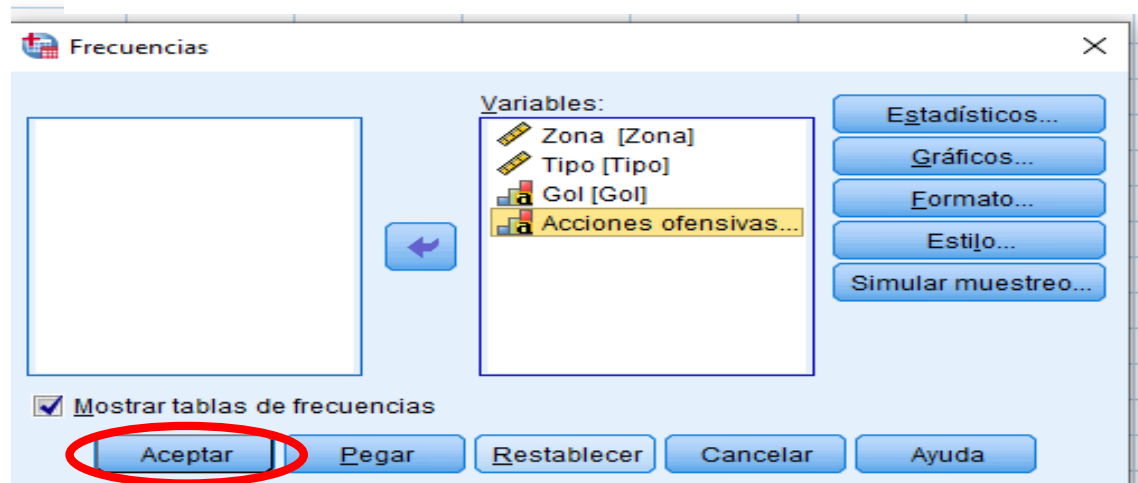 Frecuencias
Variables:
Zona [Zona]
Tipo [Tipo]
Gol [Gol]
Acciones ofensivas...
Estadísticos...
Gráficos...
Formato...
Estilo...
Simular muestreo...
Mostrar tablas de frecuencias
Aceptar Pegar Restablecer Cancelar Ayuda